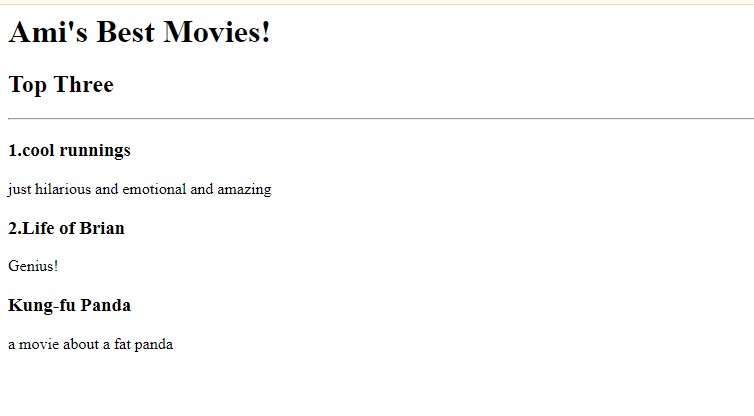 Ami's Best Movies!
Top Three
1.cool runnings
just hilarious and emotional and amazing
2.Life of Brian
Genius!
Kung-fu Panda
a movie about a fat panda